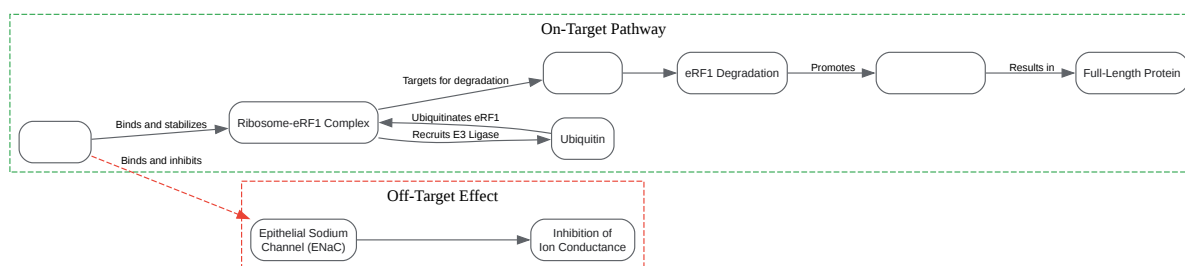 On-Target Pathway
Targets for degradation
eRF1 Degradation
Promotes
Results in
Full-Length Protein
Binds and stabilizes
Ribosome-eRF1 Complex
Ubiquitinates eRF1
Recruits E3 Ligase
Ubiquitin
Binds and inhibits
Off-Target Effect
Epithelial Sodium
Channel (ENaC)
Inhibition of
Ion Conductance